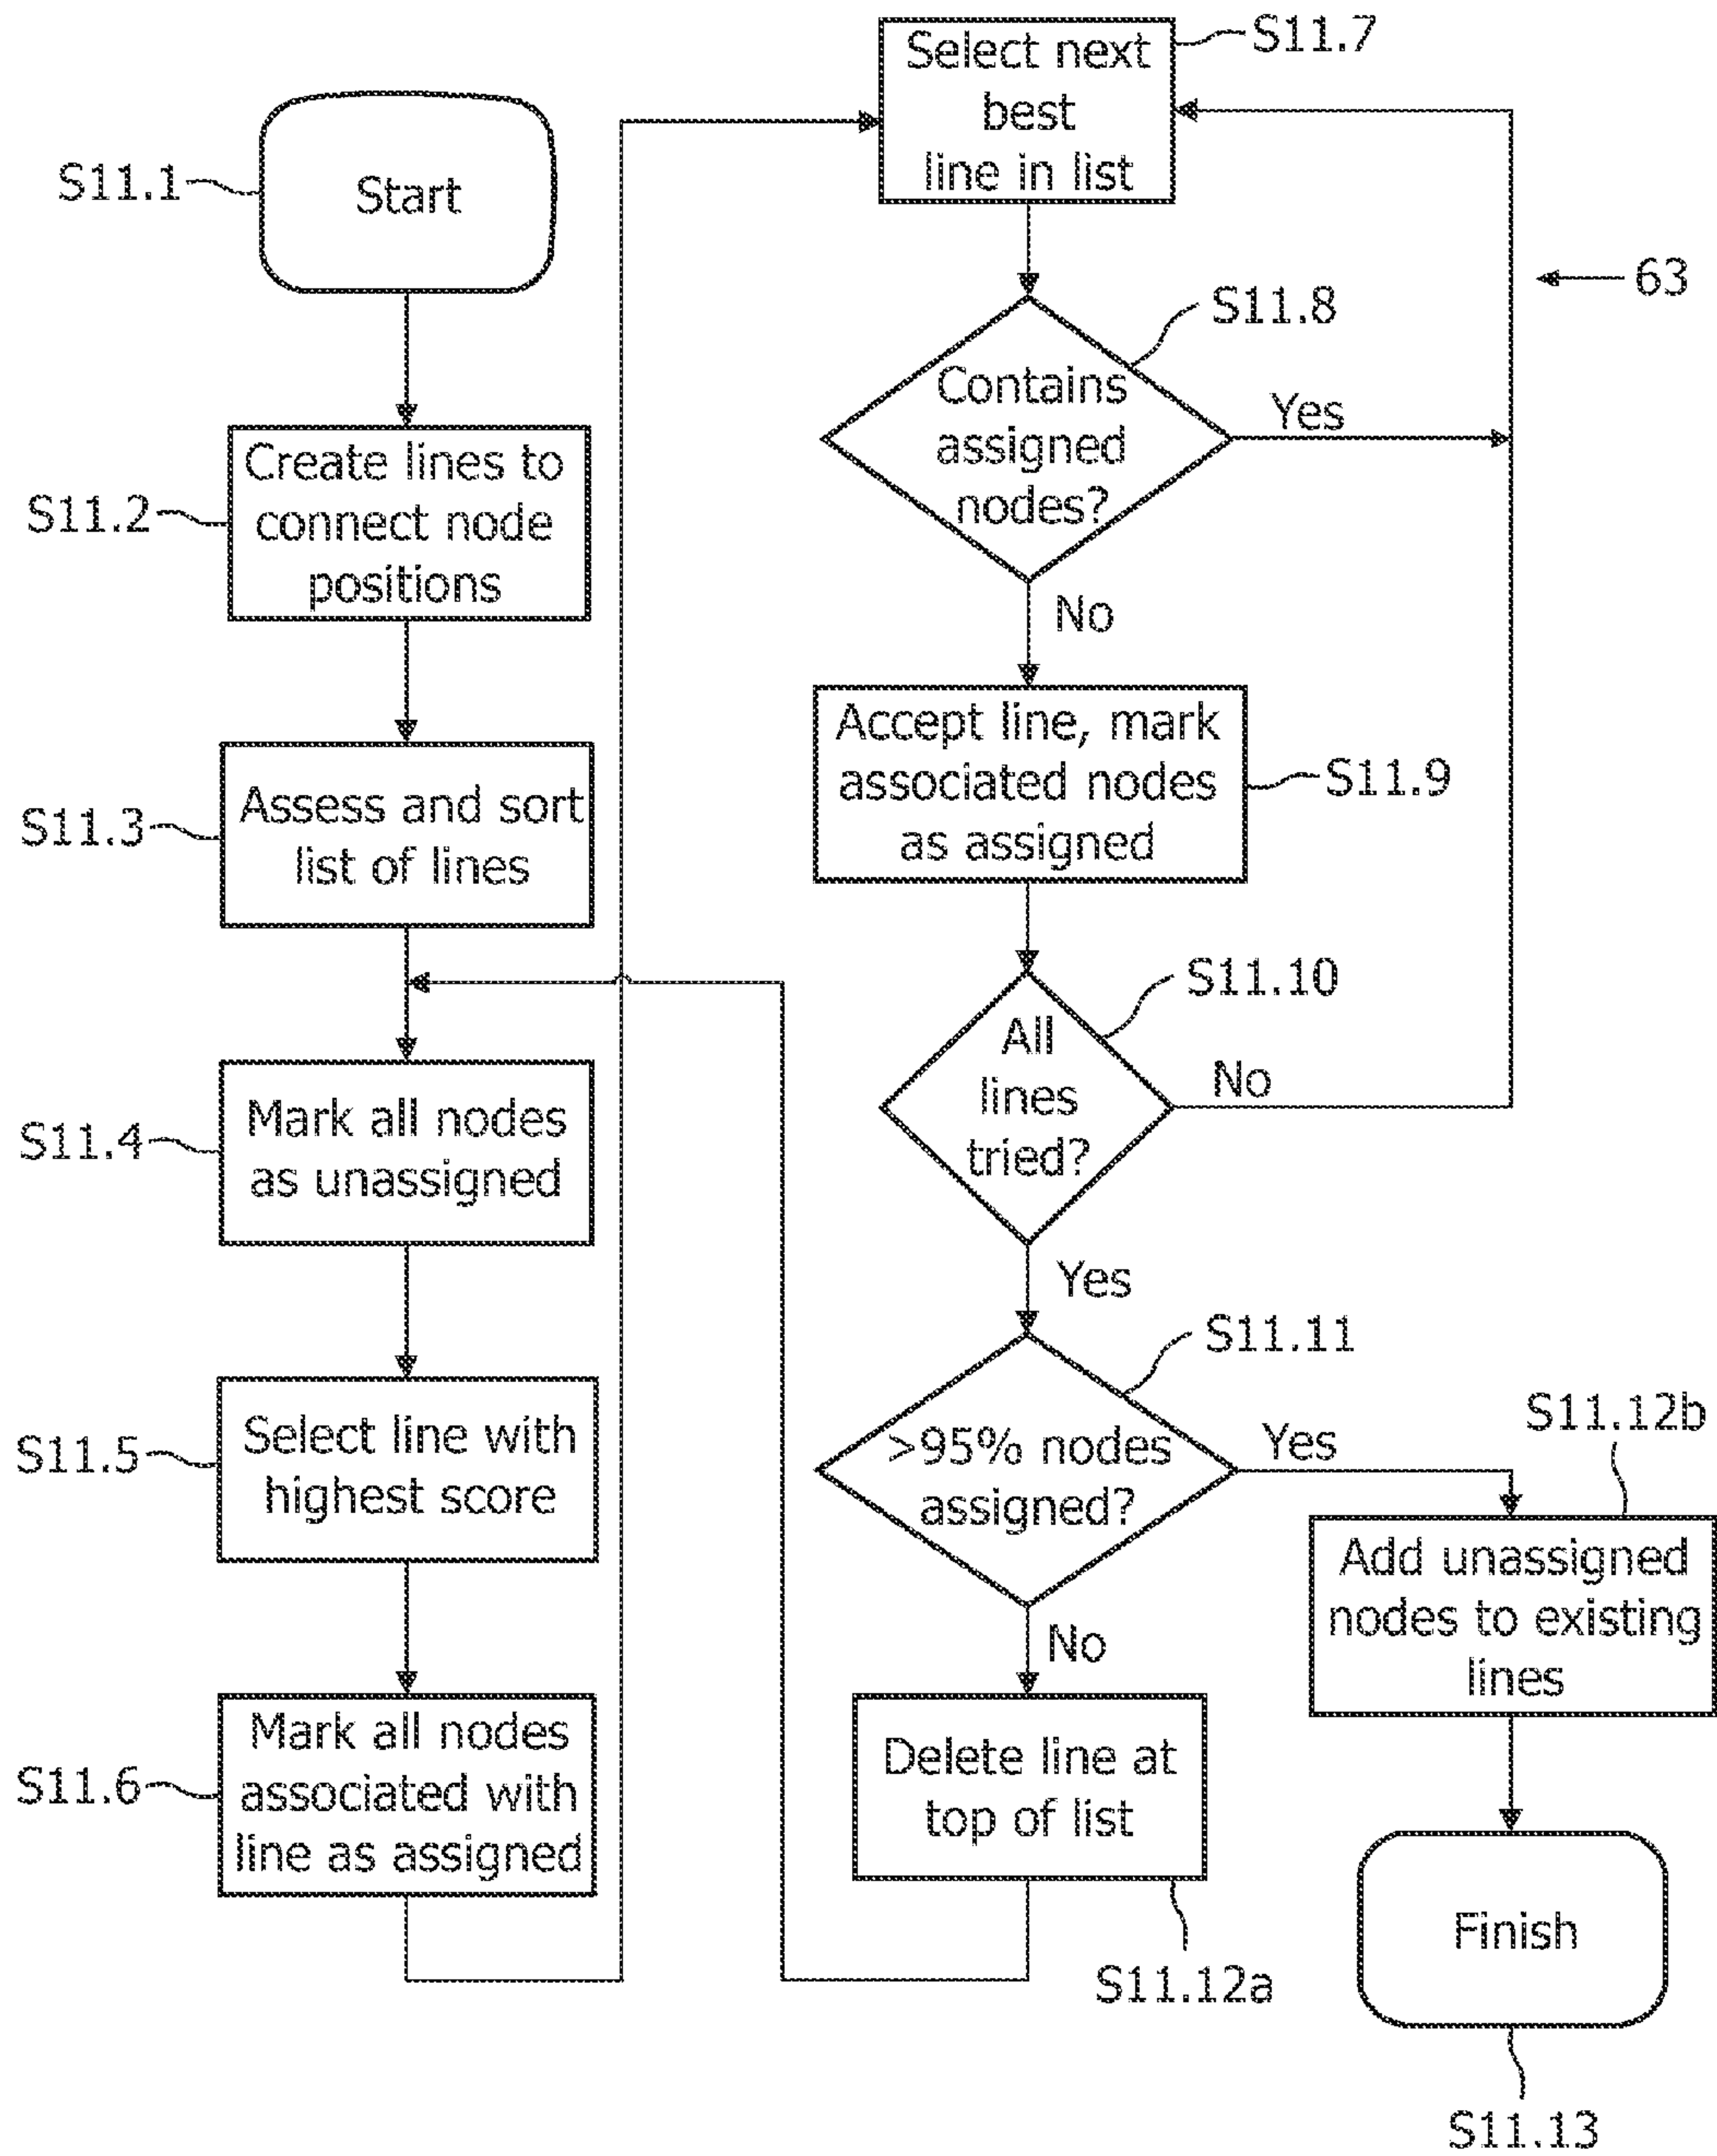 S11.1
Start
S11.2
Create lines to
connect node
positions
S11.3
Assess and sort
list of lines
S11.4
Mark all nodes
as unassigned
S11.5
Select line with
highest score
S11.6
Mark all nodes
associated with
line as assigned
Select next
best
line in list
S11.7
63
S11.8
Contains
assigned
nodes?
Yes
No
Accept line, mark
associated nodes
as assigned
S11.9
S11.10
All
lines
tried?
No
Yes
S11.11
>95% nodes
assigned?
Yes
No
S11.12b
Add unassigned
nodes to existing
lines
Delete line at
top of list
S11.12a
Finish
S11.13